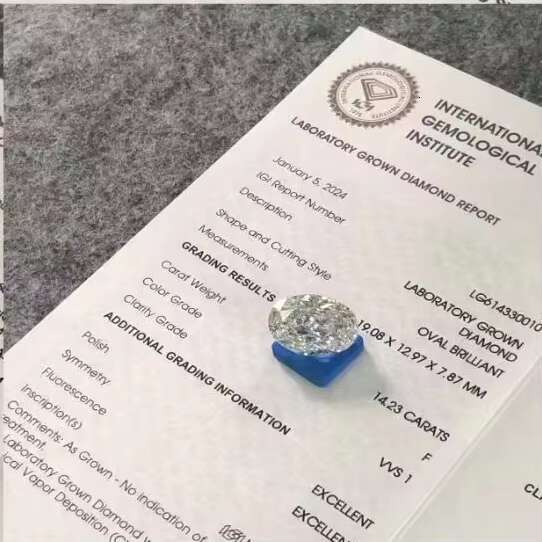 INTERNATIONAL
GEMOLOGICAL
INSTITUTE
LABORATORY GROWN DIAMOND REPORT
January 5, 2024
IGI Report Number LG614330010
Description LABORATORY GROWN
DIAMOND
Shape and Cutting Style OVAL BRILLIANT
Measurements 19.08 X 12.97 X 7.87 MM
GRADING RESULTS
Carat Weight 14.23 CARATS
Color Grade F
Clarity Grade VVS 1
ADDITIONAL GRADING INFORMATION
Polish EXCELLENT
Symmetry EXCELLEN
Fluorescence
Inscription(s)
Comments: As Grown - No indication of
eatment.
Laboratory Grown Diamond w
ical Vapor Deposition (C
CL